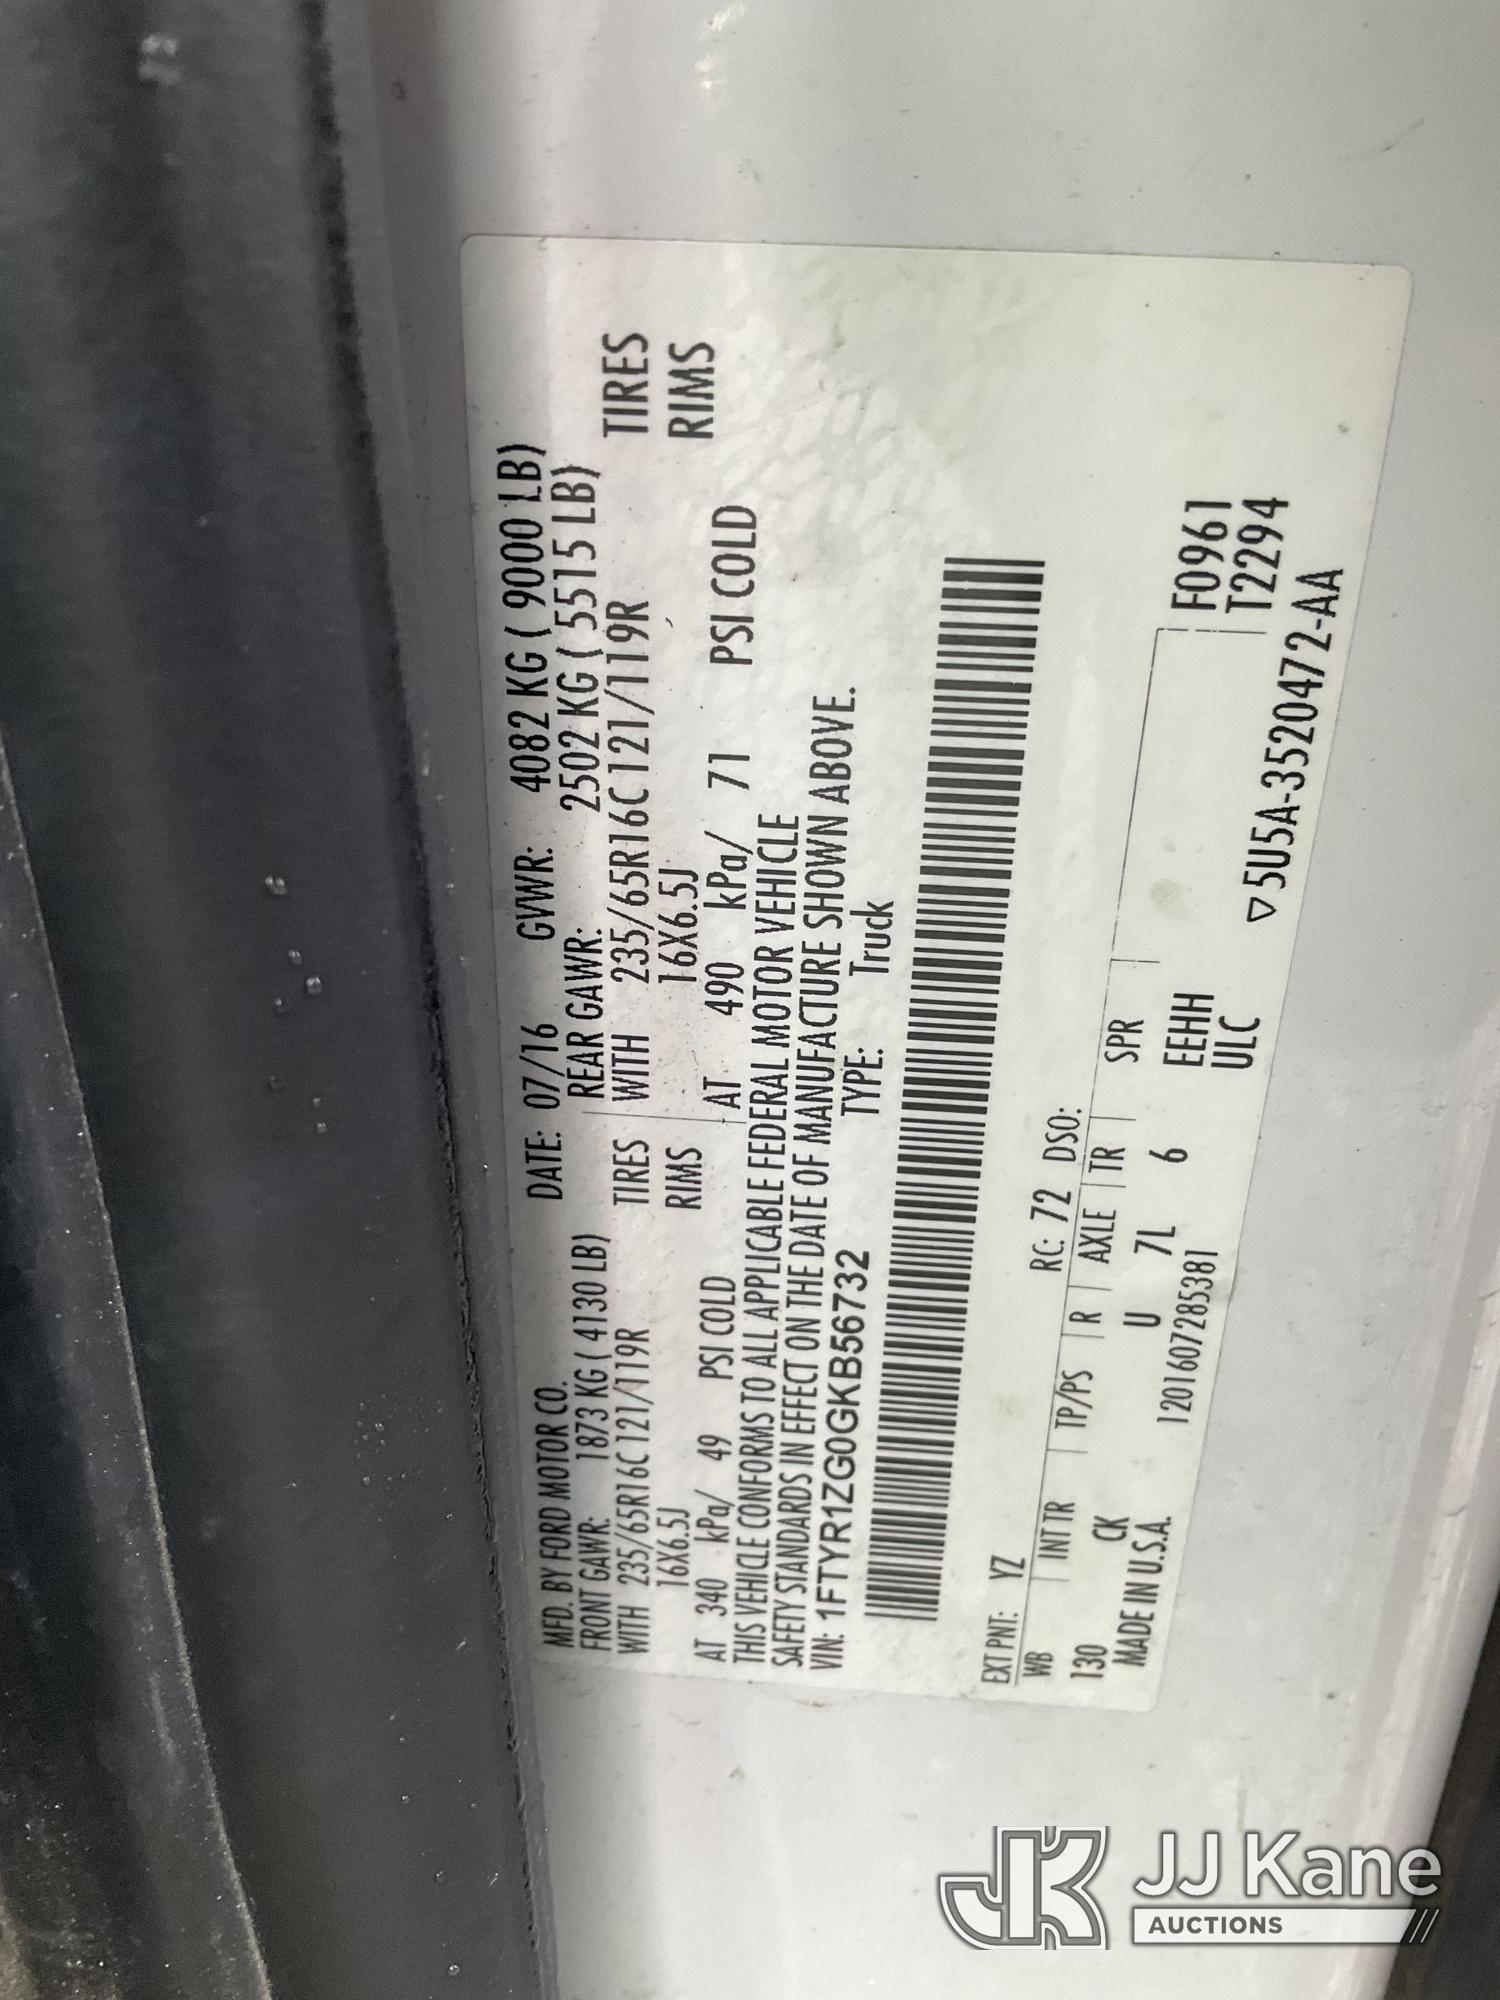 MFD. BY FORD MOTOR CO. DATE: 07/16 GVWR: 4082 KG ( 9000 LB)
FRONT GAWR: 1873 KG ( 4130 LB) REAR GAWR: 2502 KG ( 5515 LB)
WITH 235/65R16C 121/119R TIRES WITH 235/65R16C 121/119R TIRES
16X6.5J RIMS 16X6.5J RIMS
AT 340 kPa/ 49 PSI COLD AT 490 kPa/ 71 PSI COLD
THIS VEHICLE CONFORMS TO ALL APPLICABLE FEDERAL MOTOR VEHICLE
SAFETY STANDARDS IN EFFECT ON THE DATE OF MANUFACTURE SHOWN ABOVE.
VIN: 1FTYR1ZG0GKB56732 TYPE: Truck
EXT PNT: YZ RC: 72 DSO:
WB INT TR TP/PS R AXLE TR SPR
130 CK U 7L 6 EEHH F0961
MADE IN U.S.A. 1201607285381 ULC T2294
▽5U5A-3520472-AA
JK JJ Kane
AUCTIONS